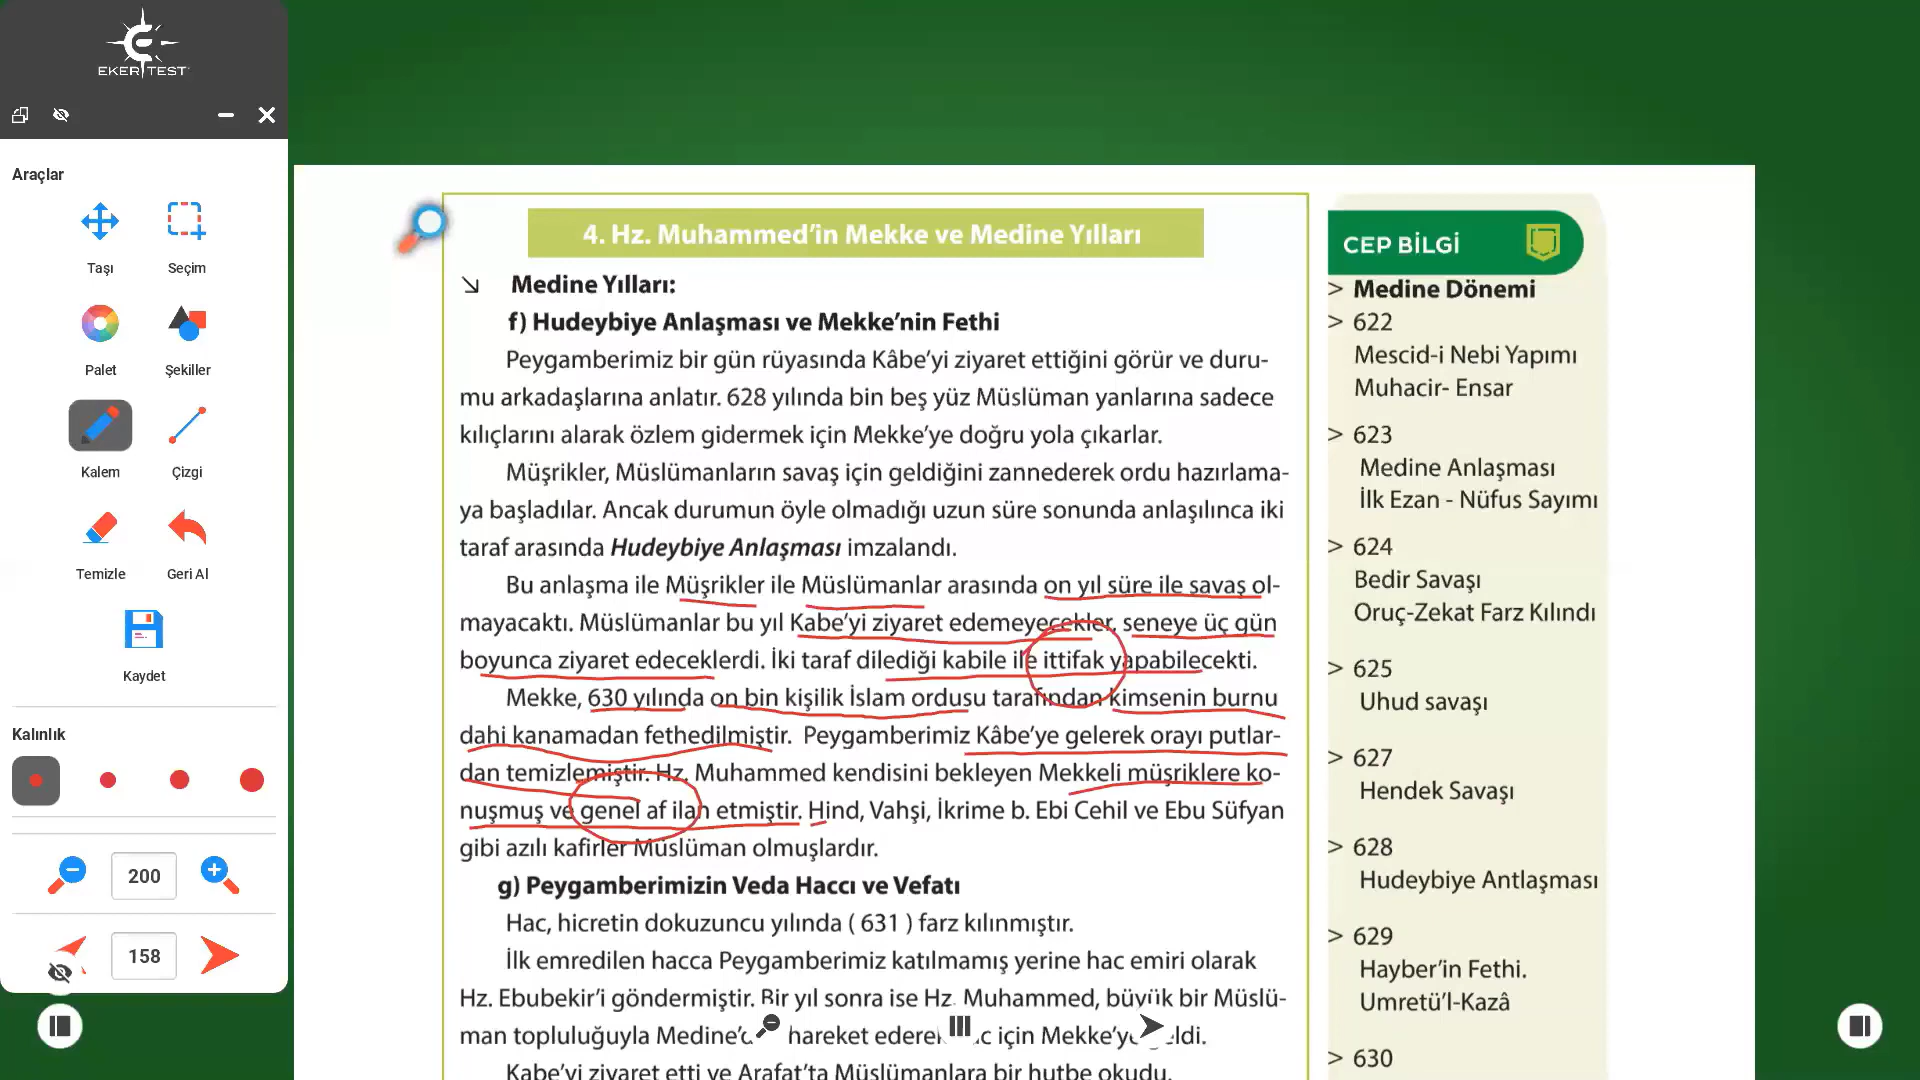 EKER TEST
Araçlar
Taşı
Seçim
Palet
Şekiller
Kalem
Çizgi
Temizle
Geri Al
Kaydet
Kalınlık
200
158
4. Hz. Muhammed'in Mekke ve Medine Yılları
Medine Yılları:
f) Hudeybiye Anlaşması ve Mekke'nin Fethi
Peygamberimiz bir gün rüyasında Kâbe'yi ziyaret ettiğini görür ve duru-
mu arkadaşlarına anlatır. 628 yılında bin beş yüz Müslüman yanlarına sadece
kılıçlarını alarak özlem gidermek için Mekke'ye doğru yola çıkarlar.
Müşrikler, Müslümanların savaş için geldiğini zannederek ordu hazırlama-
ya başladılar. Ancak durumun öyle olmadığı uzun süre sonunda anlaşılınca iki
taraf arasında Hudeybiye Anlaşması imzalandı.
Bu anlaşma ile Müşrikler ile Müslümanlar arasında on yıl süre ile savaş ol-
mayacaktı. Müslümanlar bu yıl Kabe'yi ziyaret edemeyecekler, seneye üç gün
boyunca ziyaret edeceklerdi. İki taraf dilediği kabile ile ittifak yapabilecekti.
Mekke, 630 yılında on bin kişilik İslam ordusu tarafından kimsenin burnu
dahi kanamadan fethedilmiştir. Peygamberimiz Kâbe'ye gelerek orayı putlar-
dan temizlemiştir. Hz. Muhammed kendisini bekleyen Mekkeli müşriklere ko-
nuşmuş ve genel af ilan etmiştir. Hind, Vahşi, İkrime b. Ebi Cehil ve Ebu Süfyan
gibi azılı kafirler Müslüman olmuşlardır.
g) Peygamberimizin Veda Haccı ve Vefatı
Hac, hicretin dokuzuncu yılında ( 631 ) farz kılınmıştır.
İlk emredilen hacca Peygamberimiz katılmamış yerine hac emiri olarak
Hz. Ebubekir'i göndermiştir. Bir yıl sonra ise Hz. Muhammed, büyük bir Müslü-
man topluluğuyla hareket için
Kabe'yi ziyaret etti ve Arafat'ta Müslümanlara bir hutbe okudu.
CEP BİLGİ
> Medine Dönemi
> 622
Mescid-i Nebi Yapımı
Muhacir- Ensar
> 623
Medine Anlaşması
İlk Ezan - Nüfus Sayımı
> 624
Bedir Savaşı
Oruç-Zekat Farz Kılındı
> 625
Uhud savaşı
> 627
Hendek Savaşı
> 628
Hudeybiye Antlaşması
> 629
Hayber'in Fethi.
Umretü'l-Kazâ
> 630